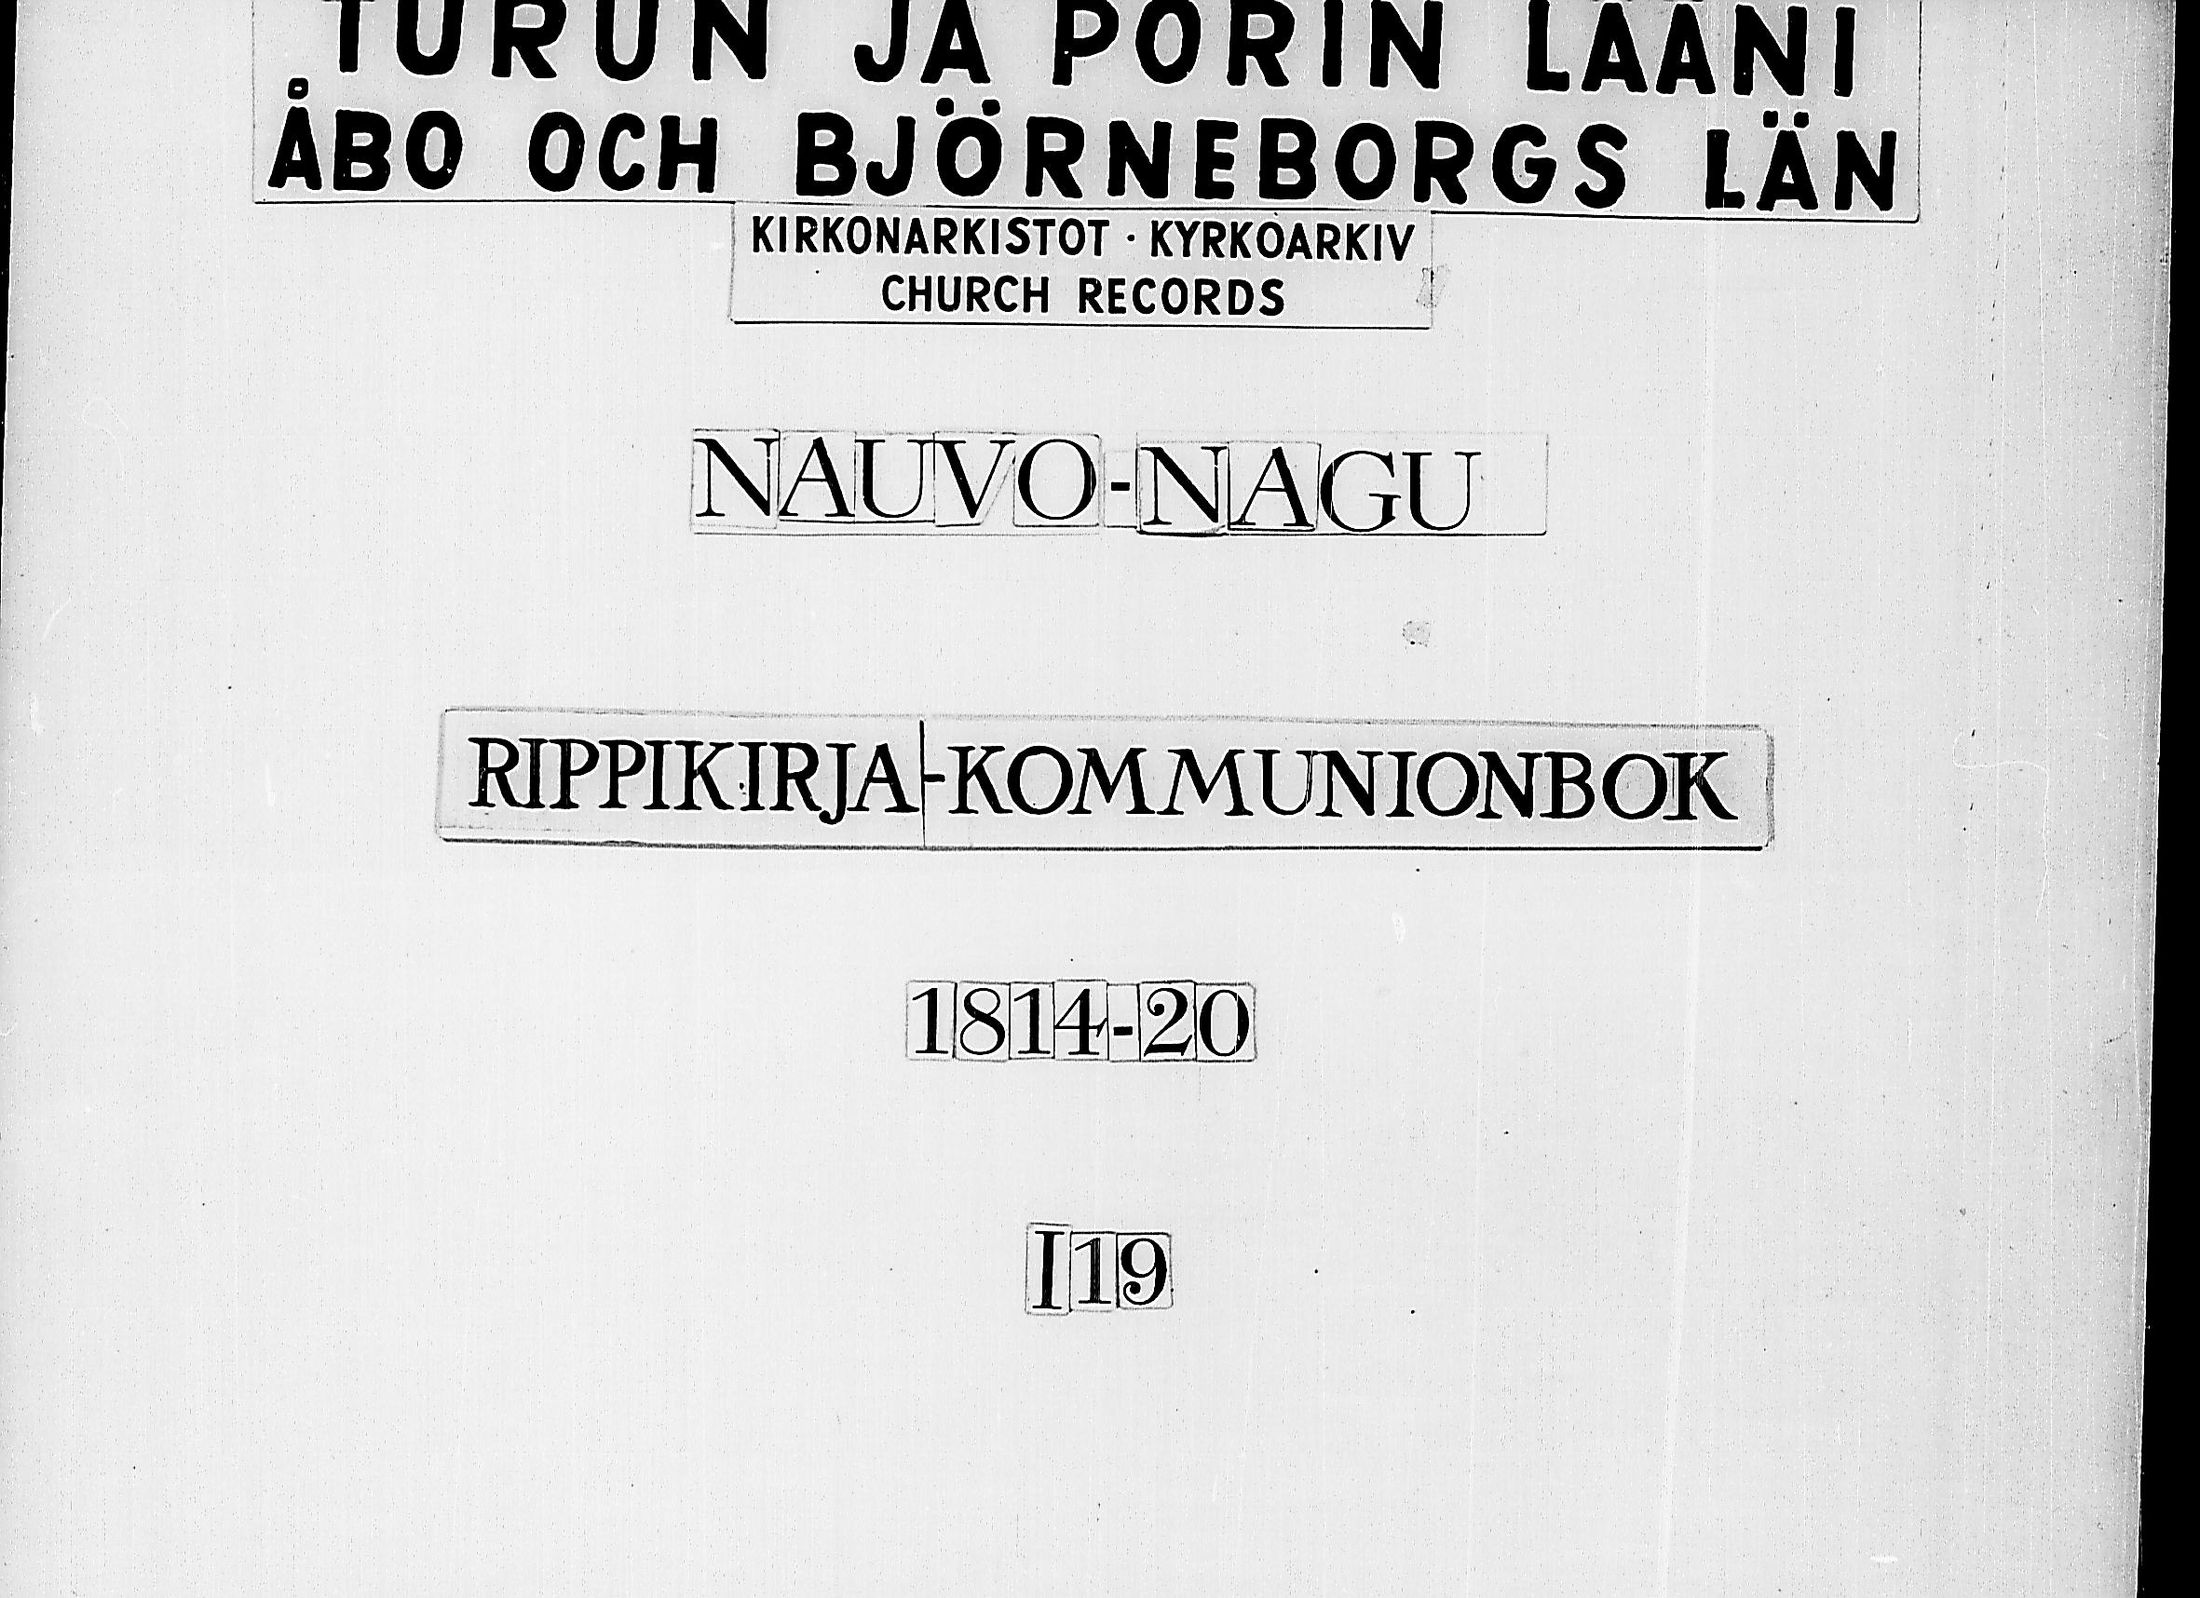 TURUN JA PORIN LÄÄNI
ÅBO OCH BJÖRNEBORGS LÄN
KIRKONARKISTOT · KYRKOARKIV
CHURCH RECORDS
NAUVO-NAGU
RIPPIKIRJA-KOMMUNIONBOK
1814-20
I19